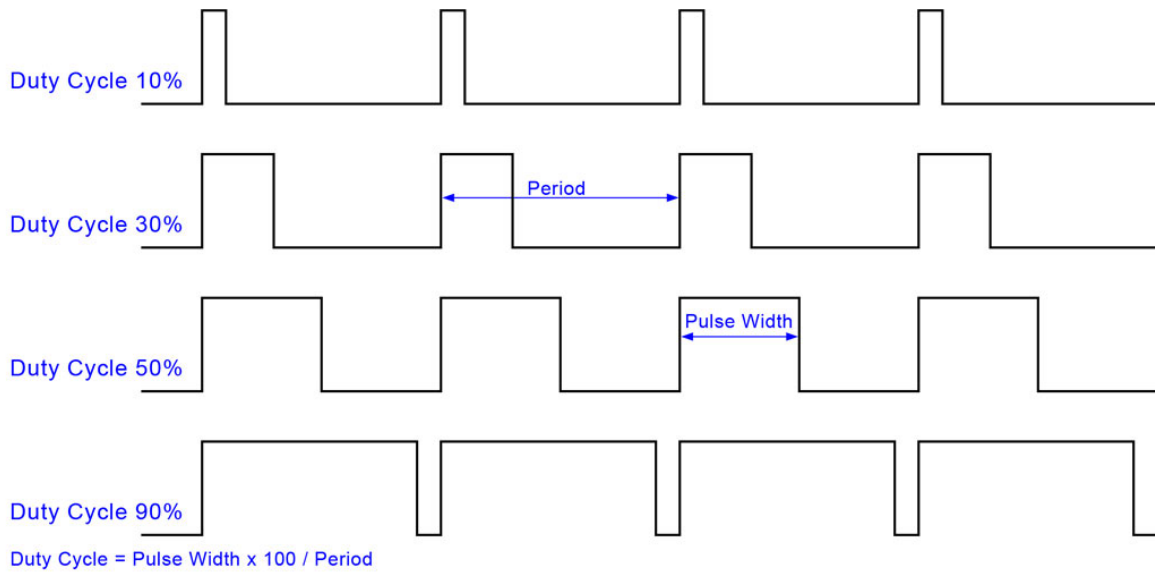 Duty Cycle 10%
Period
Duty Cycle 30%
Pulse Width
Duty Cycle 50%
Duty Cycle 90%
Duty Cycle = Pulse Width x 100 / Period